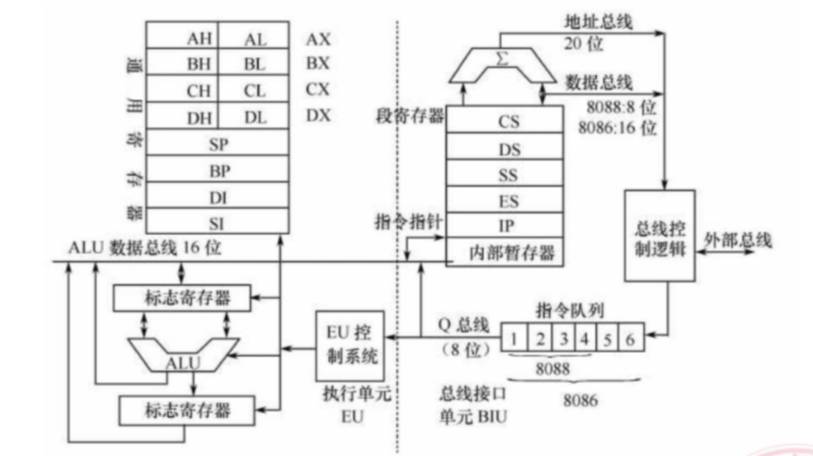 通用寄存器
AH AL AX
BH BL BX
CH CL CX
DH DL DX
SP
BP
DI
SI
ALU 数据总线 16 位
标志寄存器
ALU
标志寄存器
EU 控
制系统
执行单元
EU
地址总线
20 位
Σ
数据总线
8088:8 位
8086:16 位
段寄存器
CS
DS
SS
ES
指令指针
IP
内部暂存器
总线控
制逻辑
外部总线
指令队列
Q 总线
(8 位)
1 2 3 4 5 6
8088
8086
总线接口
单元 BIU